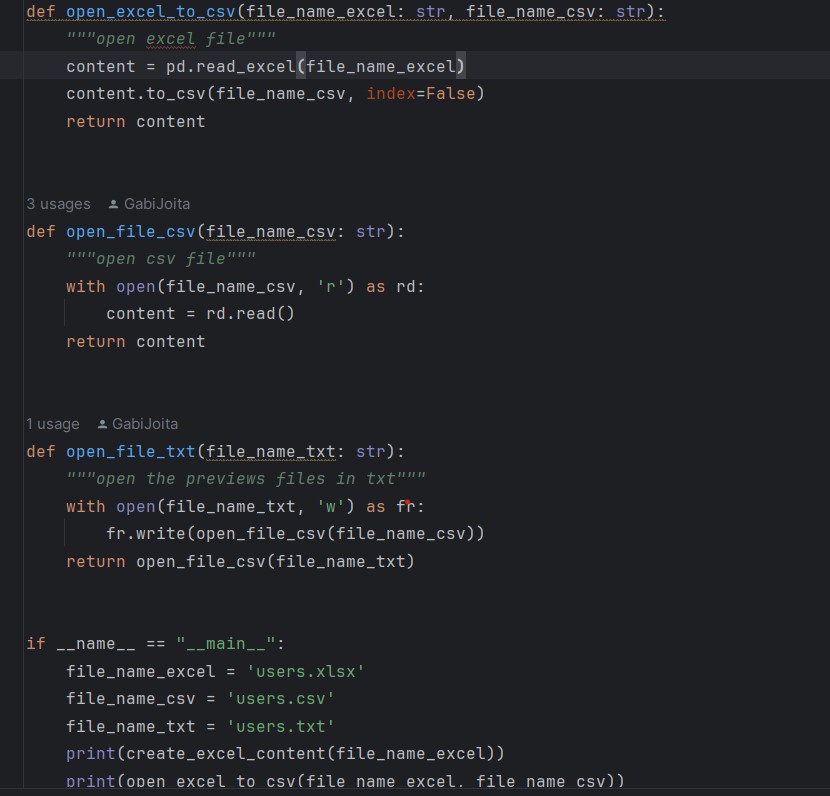 def open_excel_to_csv(file_name_excel: str, file_name_csv: str):
"""open excel file"""
content = pd.read_excel(file_name_excel)
content.to_csv(file_name_csv, index=False)
return content
3 usages GabiJoita
def open_file_csv(file_name_csv: str):
"""open csv file"""
with open(file_name_csv, 'r') as rd:
content = rd.read()
return content
1 usage GabiJoita
def open_file_txt(file_name_txt: str):
"""open the previews files in txt"""
with open(file_name_txt, 'w') as fr:
fr.write(open_file_csv(file_name_csv))
return open_file_csv(file_name_txt)
if __name__ == "__main__":
file_name_excel = 'users.xlsx'
file_name_csv = 'users.csv'
file_name_txt = 'users.txt'
print(create_excel_content(file_name_excel))
print(open_excel_to_csv(file_name_excel, file_name_csv))